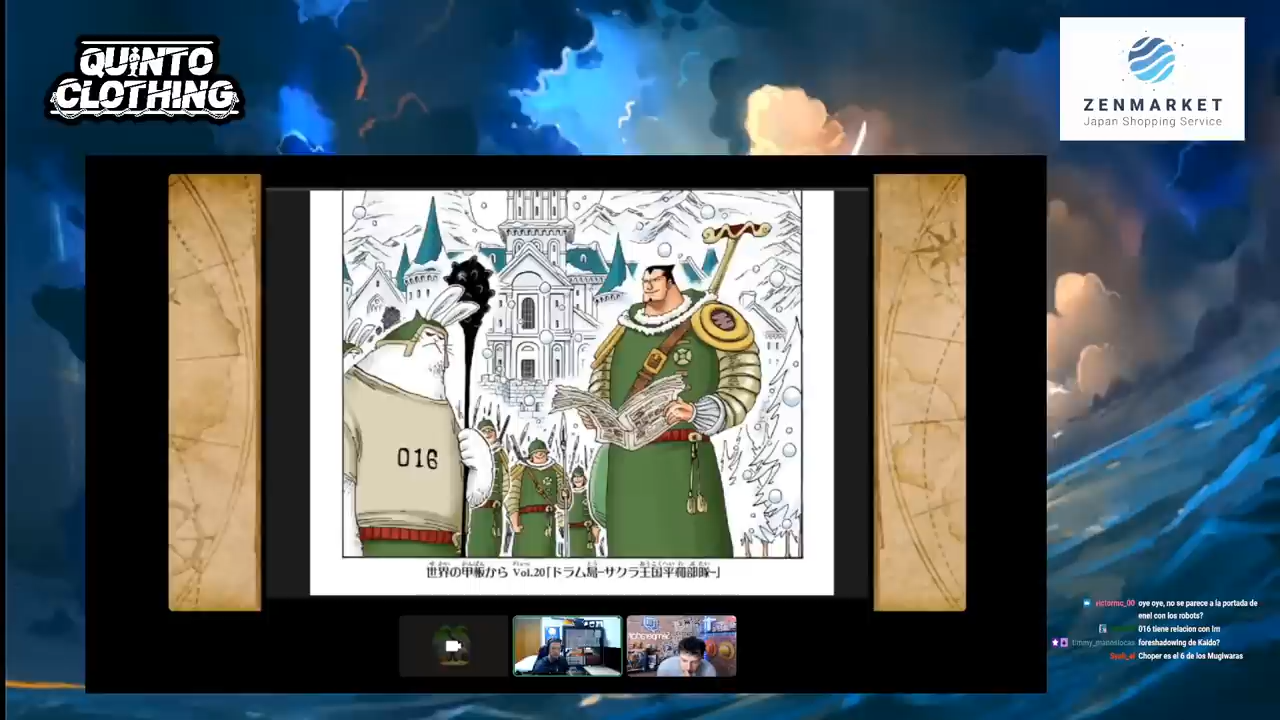 QUINTO
CLOTHING
ZENMARKET
Japan Shopping Service
016
世界の甲板から Vol.20「ドラム島-サクラ王国平和部隊-」
victormc_00 oye oye, no se parece a la portada de
enel con los robots?
016 tiene relacion con Im
foreshadowing de Kaido?
Choper es el 6 de los Mugiwaras